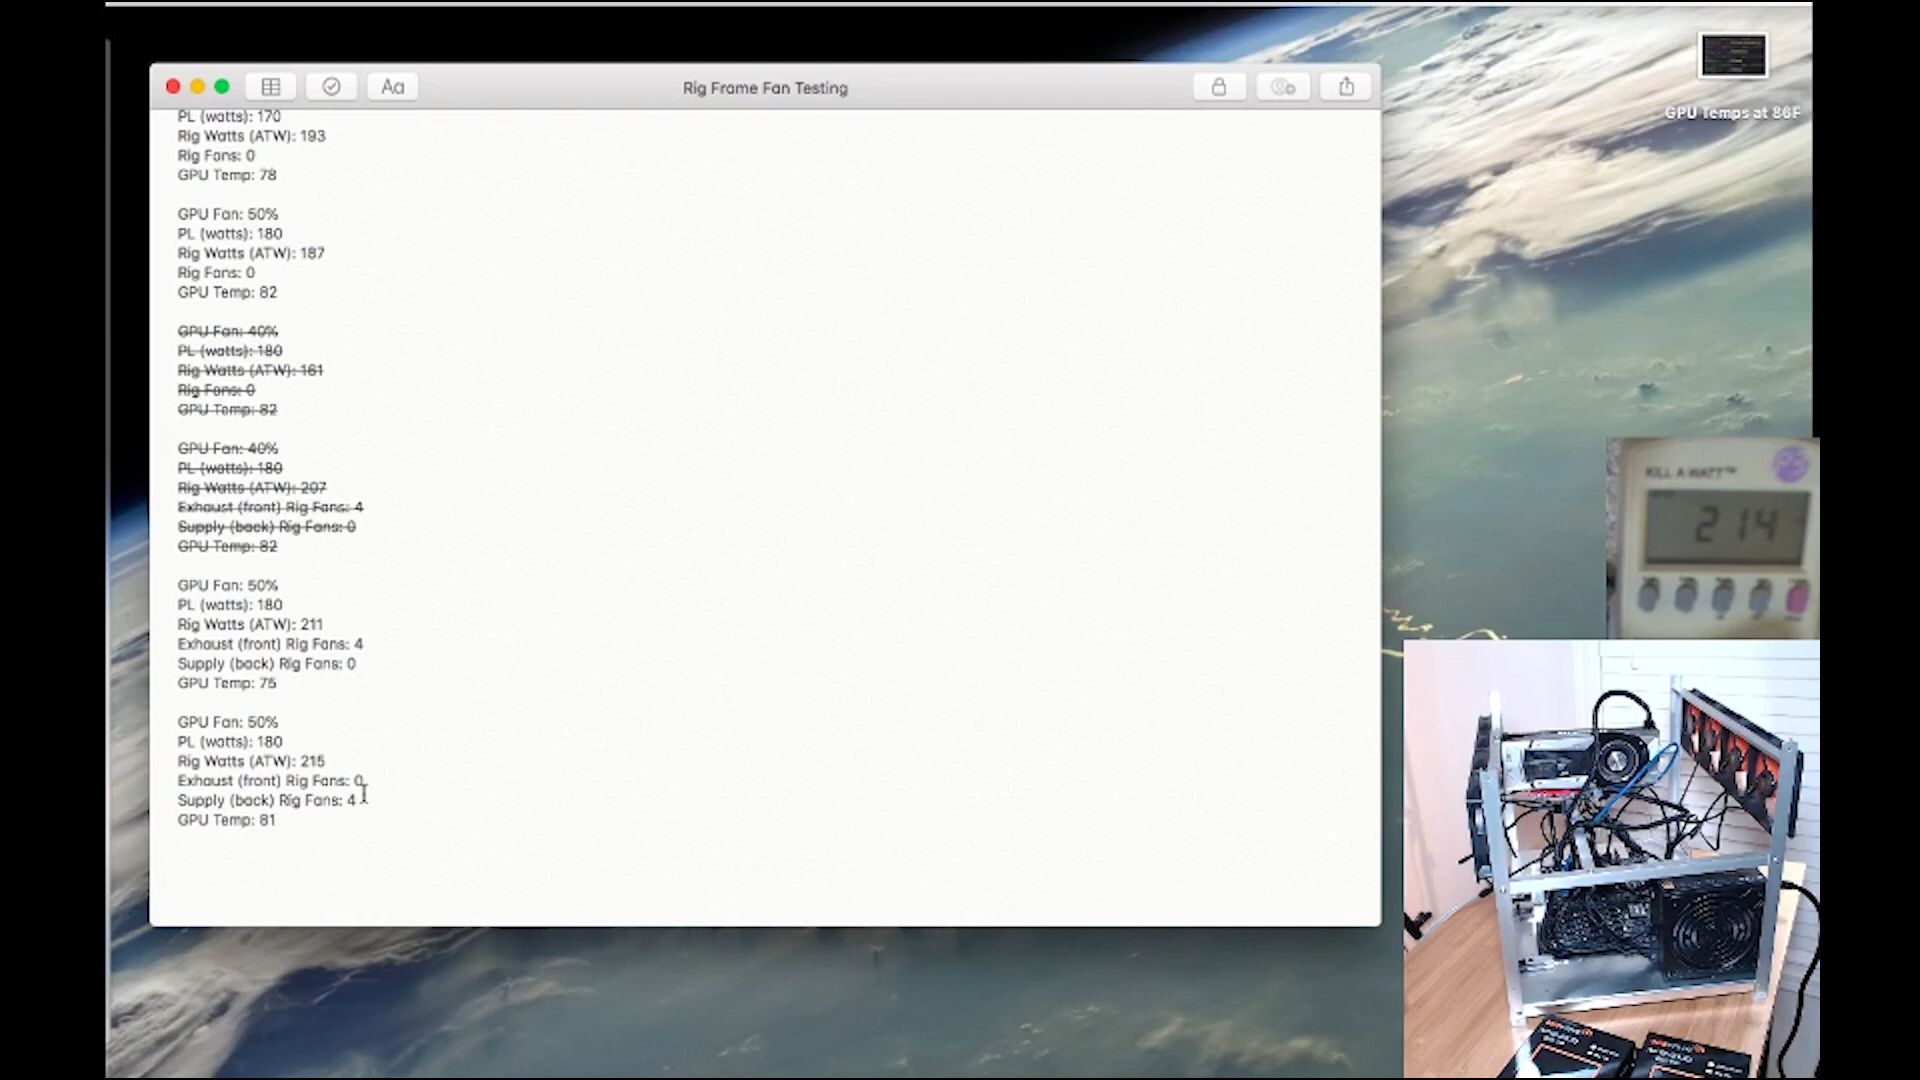 Rig Frame Fan Testing
Aa
GPU Temps at 86F
PL (watts): 170
Rig Watts (ATW): 193
Rig Fans: 0
GPU Temp: 78
GPU Fan: 50%
PL (watts): 180
Rig Watts (ATW): 187
Rig Fans: 0
GPU Temp: 82
GPU Fan: 40%
PL (watts): 180
Rig Watts (ATW): 161
Rig Fans: 0
GPU Temp: 82
GPU Fan: 40%
PL (watts): 180
Rig Watts (ATW): 207
Exhaust (front) Rig Fans: 4
Supply (back) Rig Fans: 0
GPU Temp: 82
GPU Fan: 50%
PL (watts): 180
Rig Watts (ATW): 211
Exhaust (front) Rig Fans: 4
Supply (back) Rig Fans: 0
GPU Temp: 75
GPU Fan: 50%
PL (watts): 180
Rig Watts (ATW): 215
Exhaust (front) Rig Fans: 0
Supply (back) Rig Fans: 4
GPU Temp: 81
KILL A WATT™
214